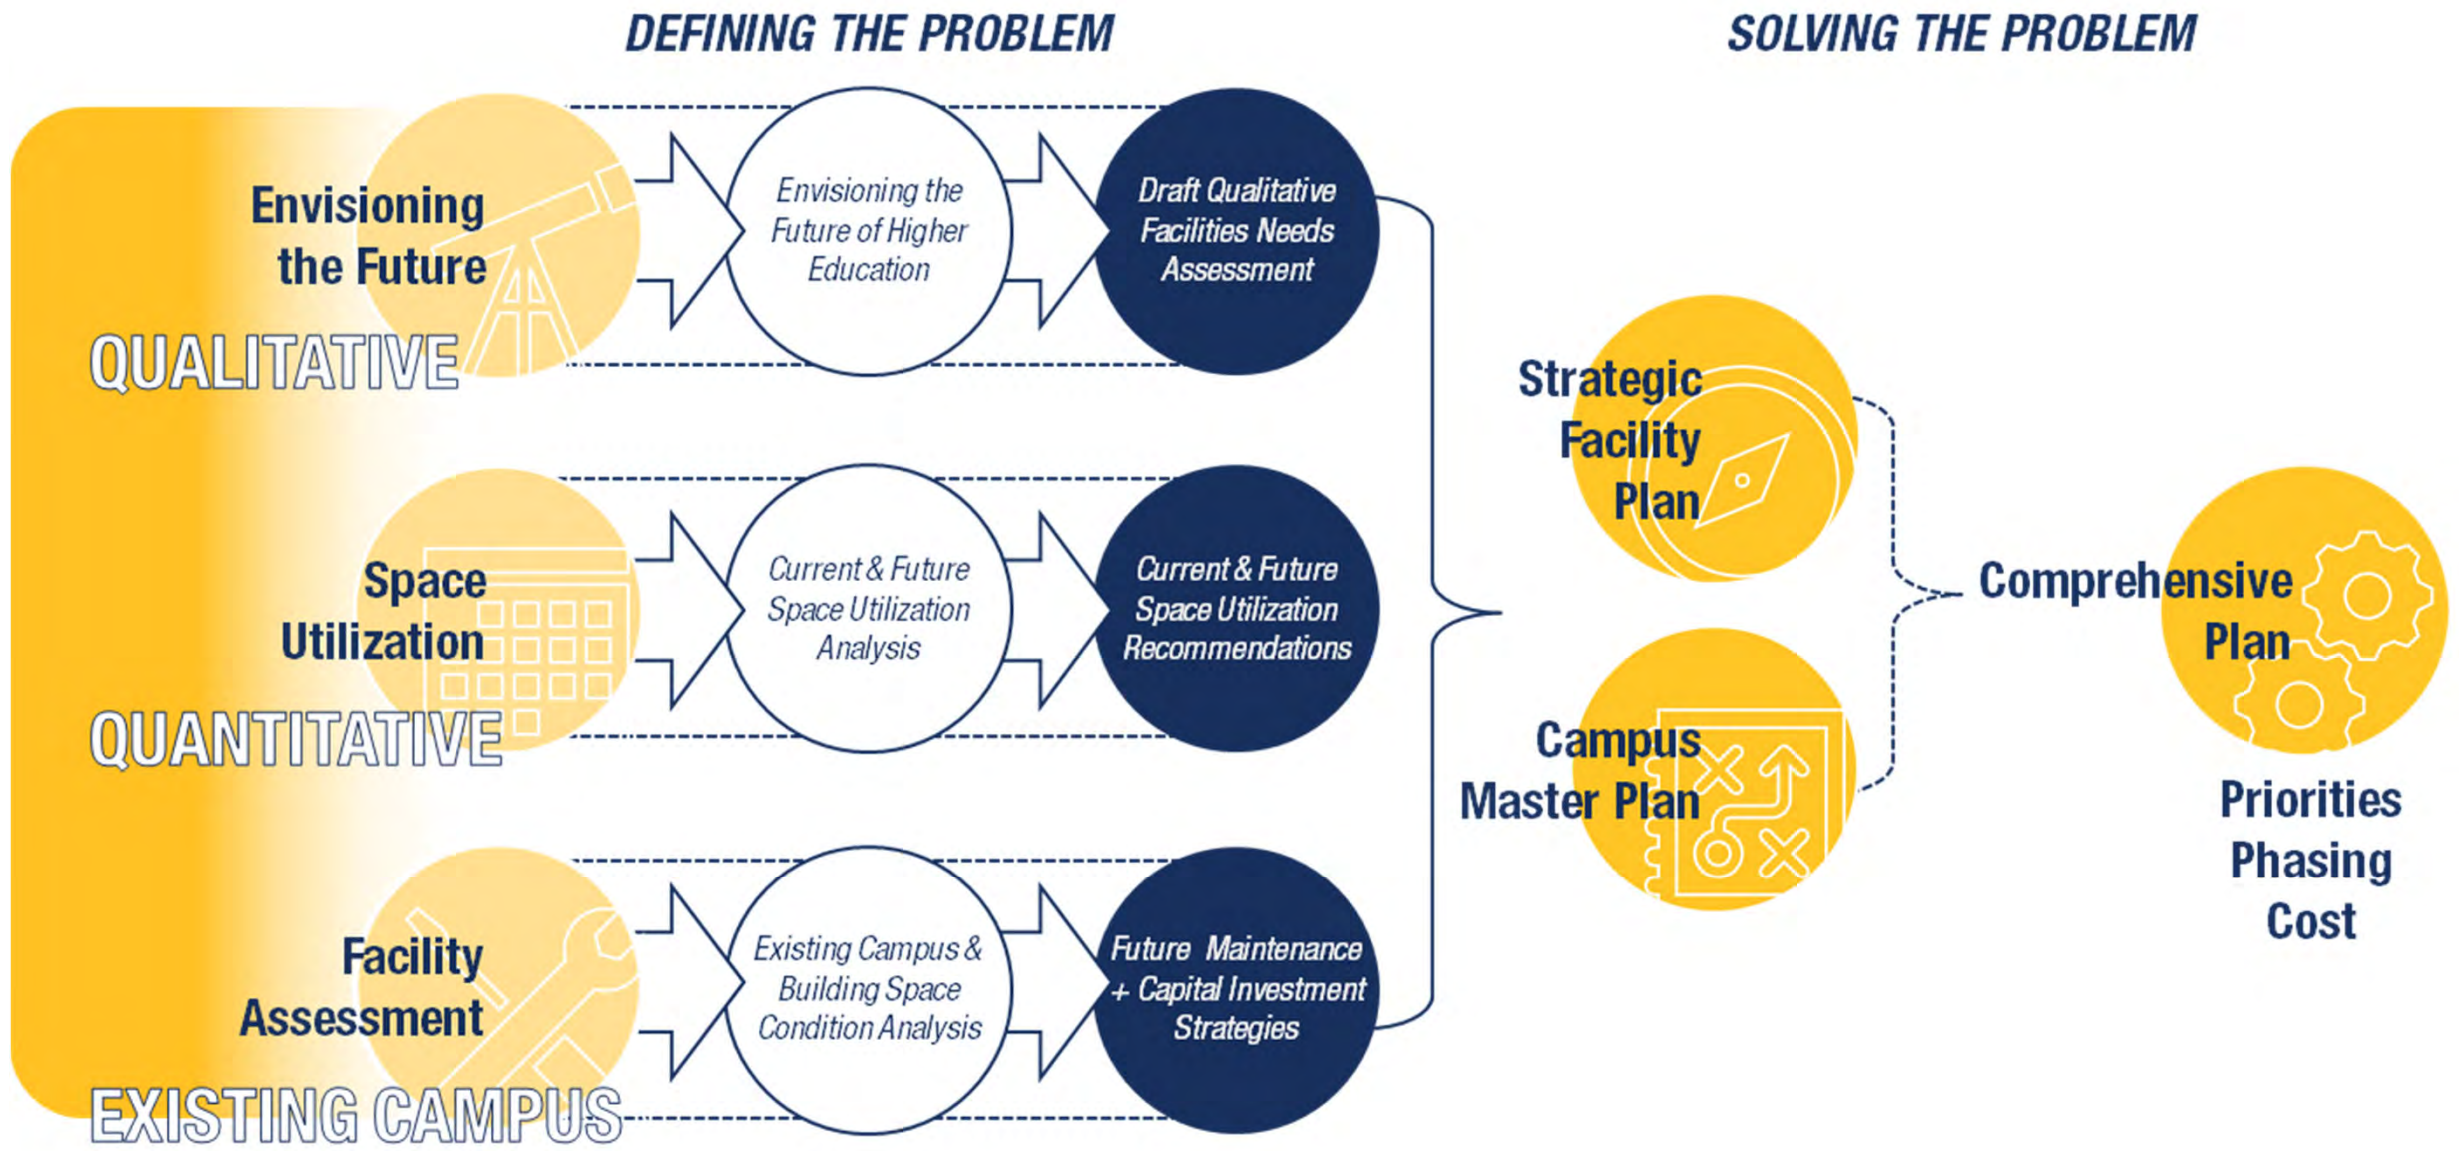 DEFINING THE PROBLEM
SOLVING THE PROBLEM
Envisioning
the Future
QUALITATIVE
Envisioning the
Future of Higher
Education
Draft Qualitative
Facilities Needs
Assessment
Space
Utilization
QUANTITATIVE
Current & Future
Space Utilization
Analysis
Current & Future
Space Utilization
Recommendations
Facility
Assessment
EXISTING CAMPUS
Existing Campus &
Building Space
Condition Analysis
Future Maintenance
+ Capital Investment
Strategies
Strategic
Facility
Plan
Campus
Master Plan
Comprehensive
Plan
Priorities
Phasing
Cost